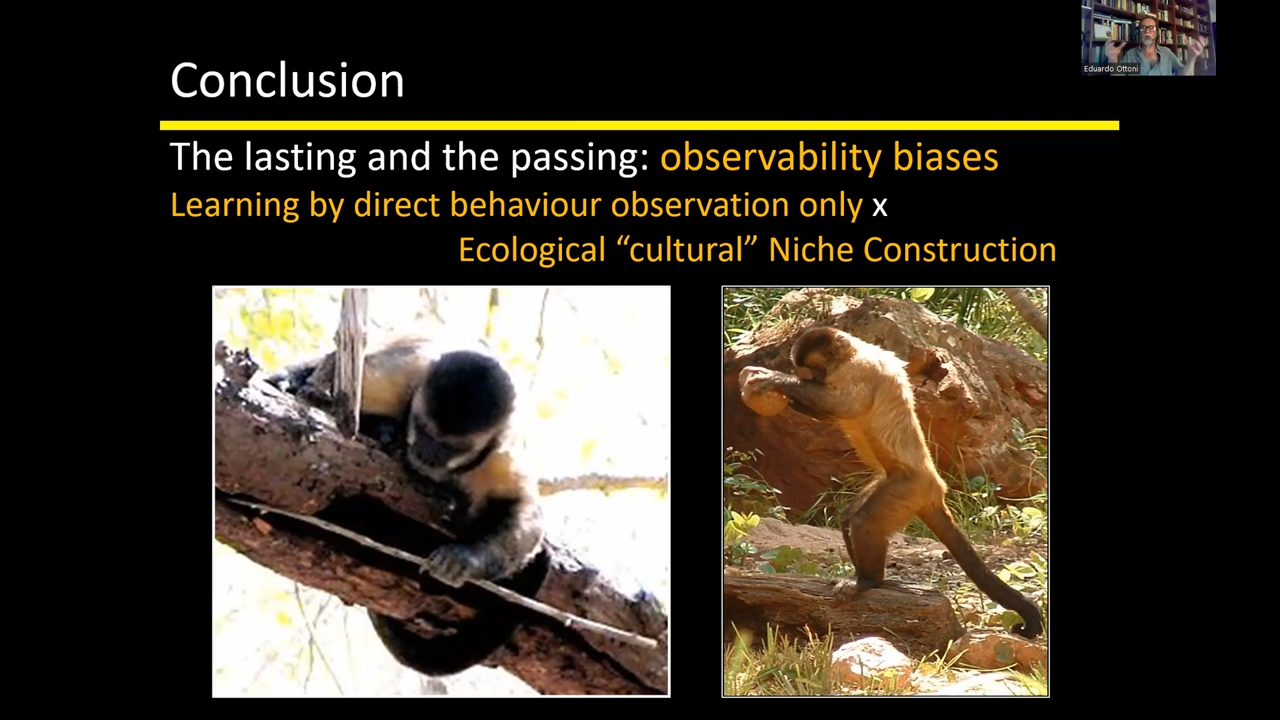 Conclusion
Eduardo Ottoni
The lasting and the passing: observability biases
Learning by direct behaviour observation only x
Ecological “cultural” Niche Construction